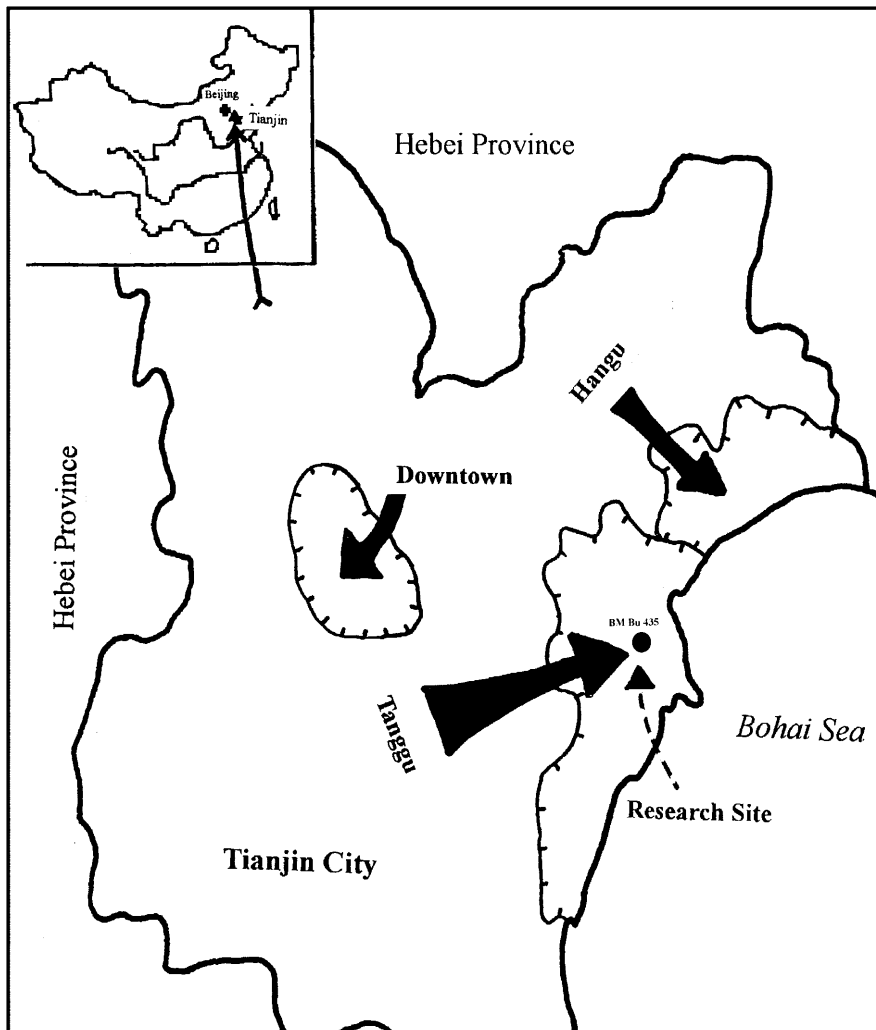 Beijing
Tianjin
Hebei Province
Hangu
Downtown
Hebei Province
BM Bu 435
Tanggu
Bohai Sea
Research Site
Tianjin City